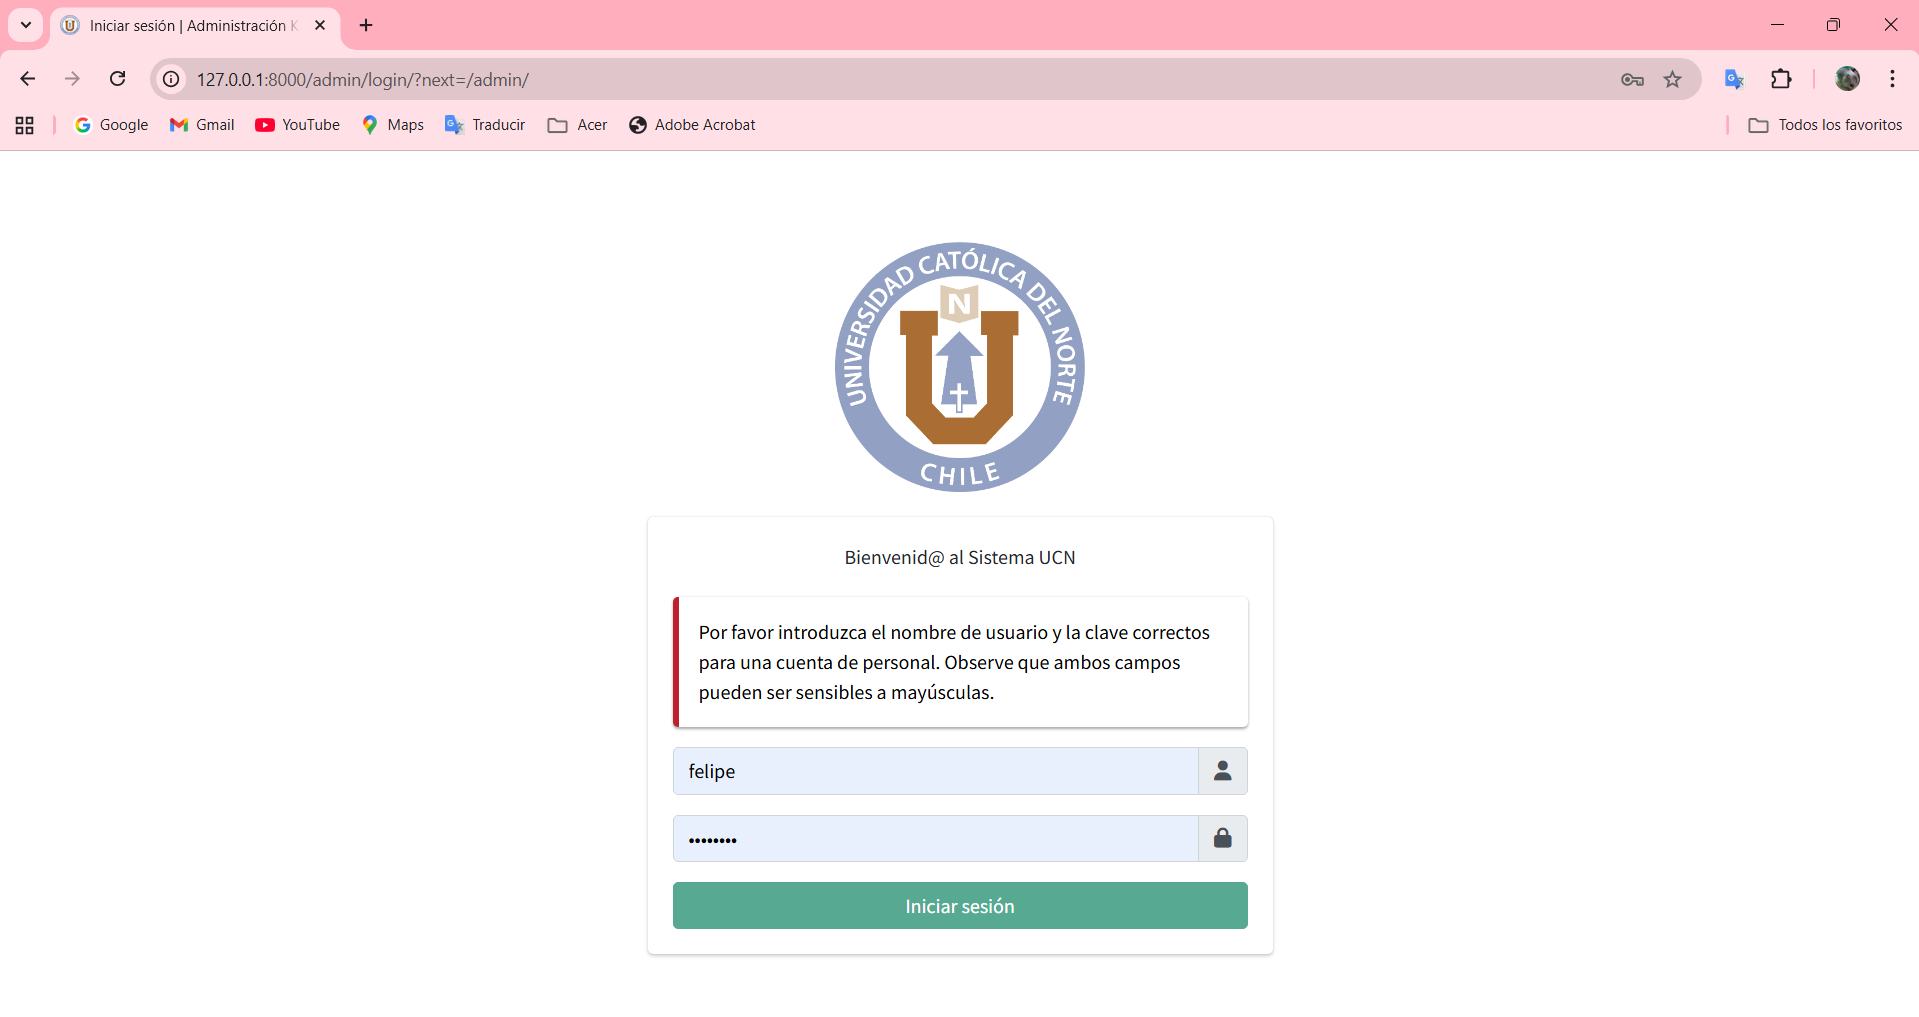 Iniciar sesión | Administración
127.0.0.1:8000/admin/login/?next=/admin/
Google Gmail YouTube Maps Traducir Acer Adobe Acrobat Todos los favoritos
UNIVERSIDAD CATÓLICA DEL NORTE
N
U
CHILE
Bienvenid@ al Sistema UCN
Por favor introduzca el nombre de usuario y la clave correctos
para una cuenta de personal. Observe que ambos campos
pueden ser sensibles a mayúsculas.
felipe
••••••••
Iniciar sesión